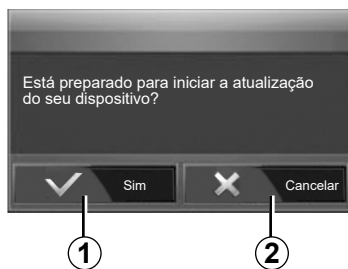 Está preparado para iniciar a atualização
do seu dispositivo?
Sim Cancelar
1 2